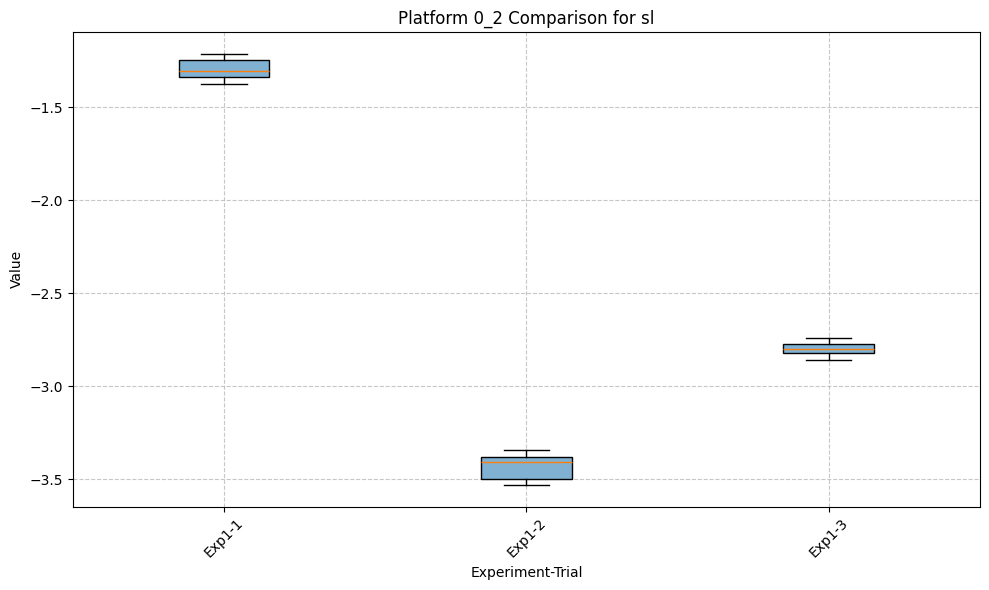 Platform 0_2 Comparison for sl
Value
−1.5
−2.0
−2.5
−3.0
−3.5
Exp1-1
Exp1-2
Exp1-3
Experiment-Trial